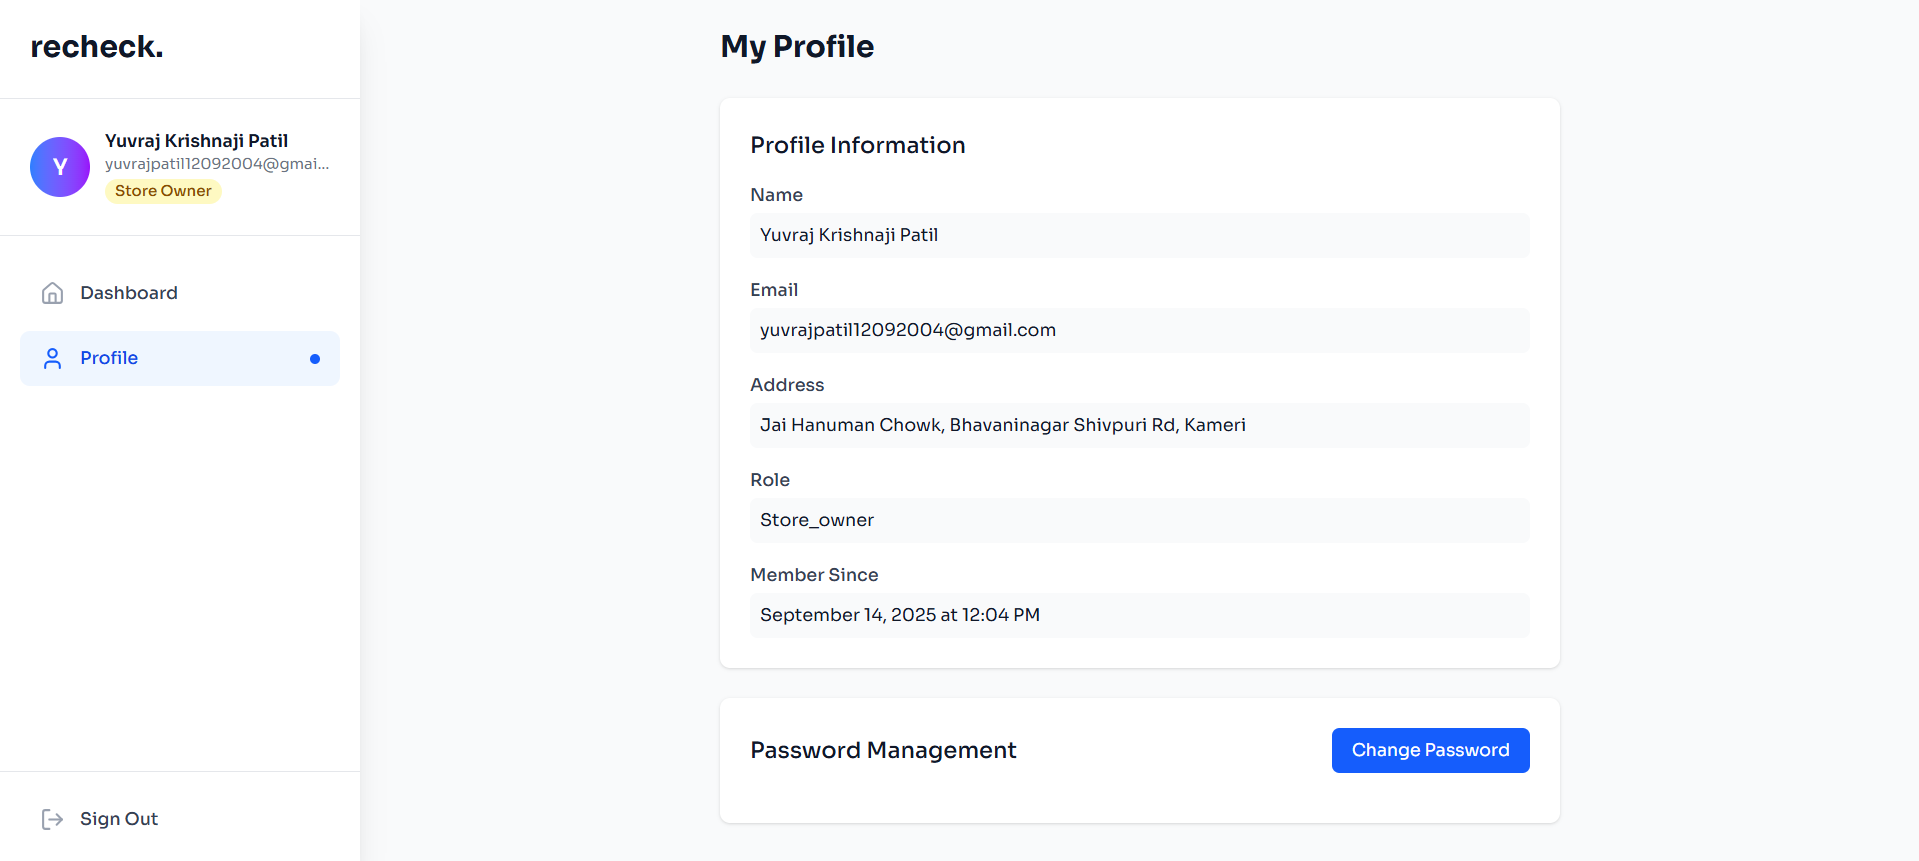 recheck.
Y
Yuvraj Krishnaji Patil
yuvrajpatil12092004@gmai...
Store Owner
Dashboard
Profile
Sign Out
My Profile
Profile Information
Name
Yuvraj Krishnaji Patil
Email
yuvrajpatil12092004@gmail.com
Address
Jai Hanuman Chowk, Bhavaninagar Shivpuri Rd, Kameri
Role
Store_owner
Member Since
September 14, 2025 at 12:04 PM
Password Management
Change Password